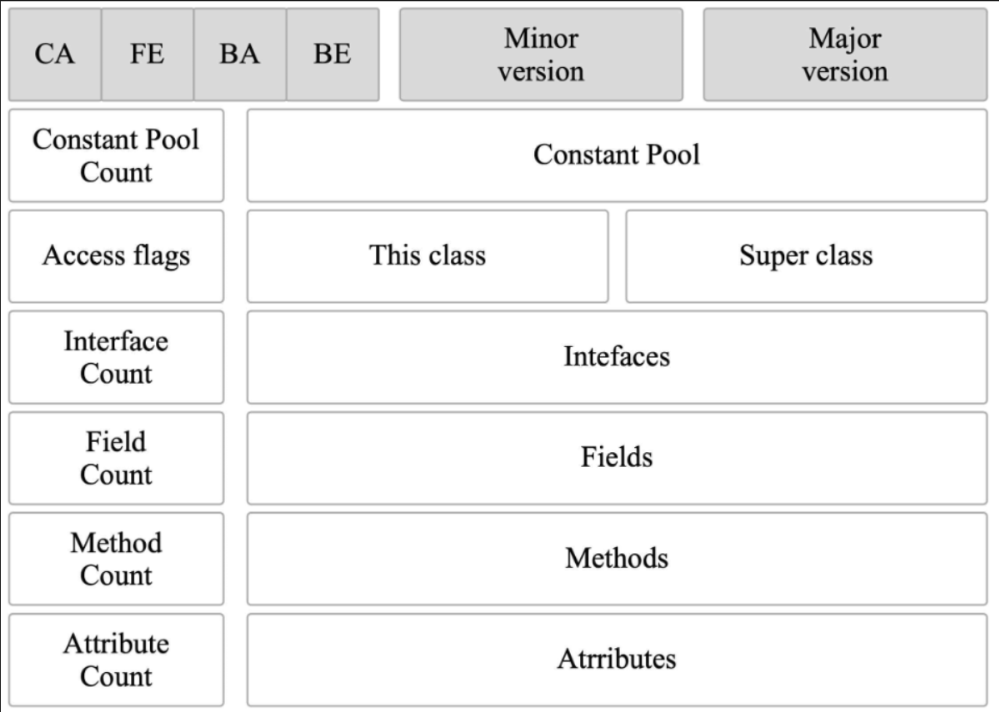 CA FE BA BE Minor version Major version
Constant Pool Count Constant Pool
Access flags This class Super class
Interface Count Intefaces
Field Count Fields
Method Count Methods
Attribute Count Atrributes